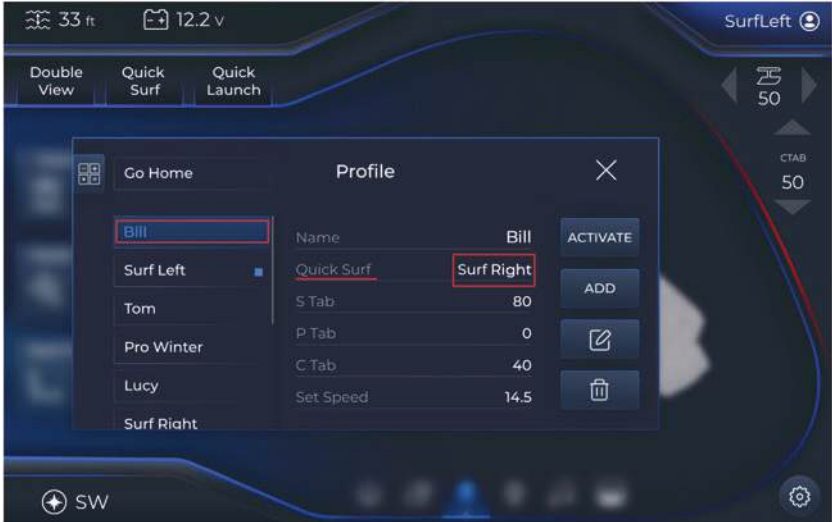 33 ft
12.2 V
SurfLeft
Double View
Quick Surf
Quick Launch
50
CTAB
50
Go Home
Profile
Bill
Surf Left
Tom
Pro Winter
Lucy
Surf Right
Name Bill
Quick Surf Surf Right
S Tab 80
P Tab 0
C Tab 40
Set Speed 14.5
ACTIVATE
ADD
SW